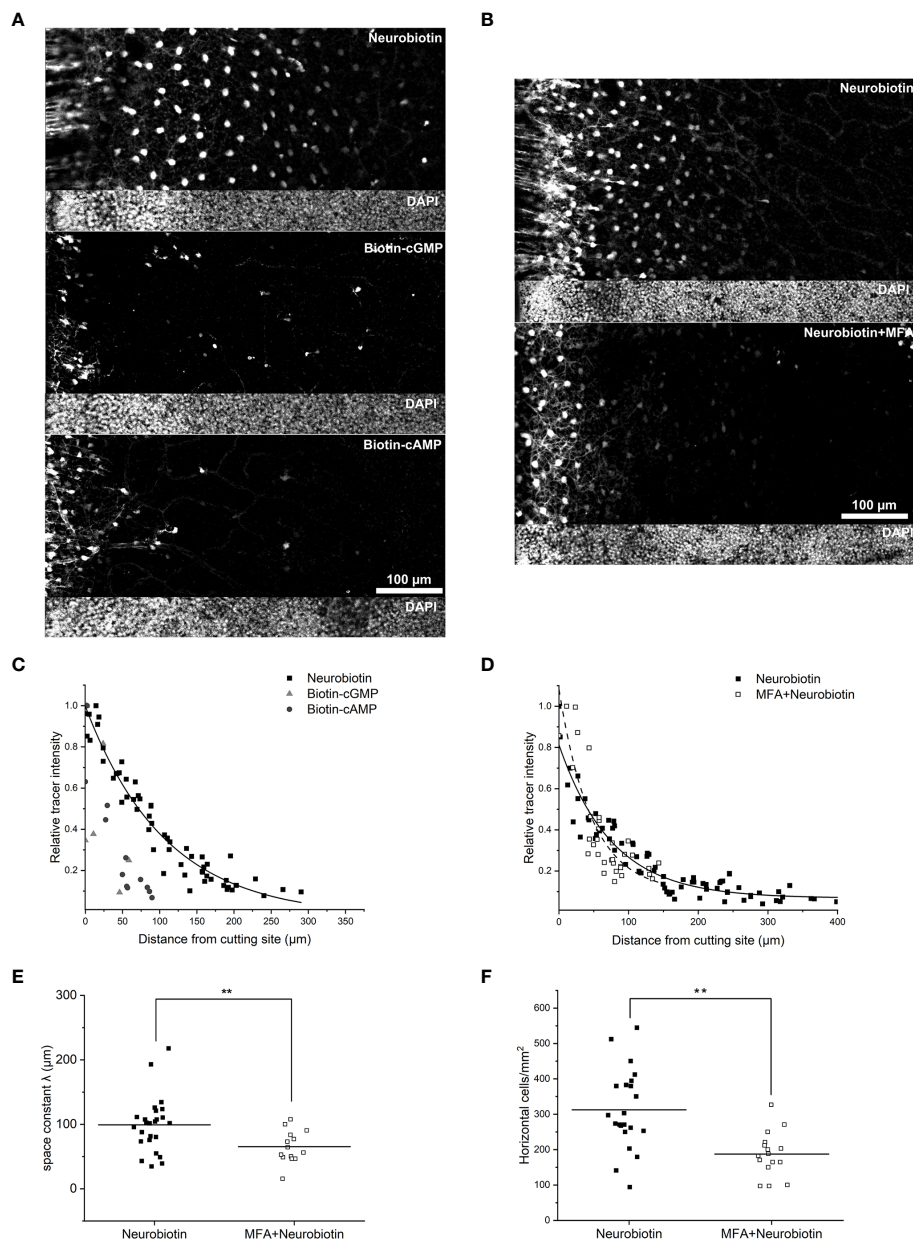 A
Neurobiotin
DAPI
Biotin-cGMP
DAPI
Biotin-cAMP
100 µm
DAPI
B
Neurobiotin
DAPI
Neurobiotin+MFA
100 µm
DAPI
C
Neurobiotin
Biotin-cGMP
Biotin-cAMP
Relative tracer intensity
1.0
0.8
0.6
0.4
0.2
0 50 100 150 200 250 300 350
Distance from cutting site (µm)
D
Neurobiotin
MFA+Neurobiotin
Relative tracer intensity
1.0
0.8
0.6
0.4
0.2
0 100 200 300 400
Distance from cutting site (µm)
E
**
space constant λ (µm)
300
200
100
0
Neurobiotin MFA+Neurobiotin
F
**
Horizontal cells/mm²
600
500
400
300
200
100
0
Neurobiotin MFA+Neurobiotin